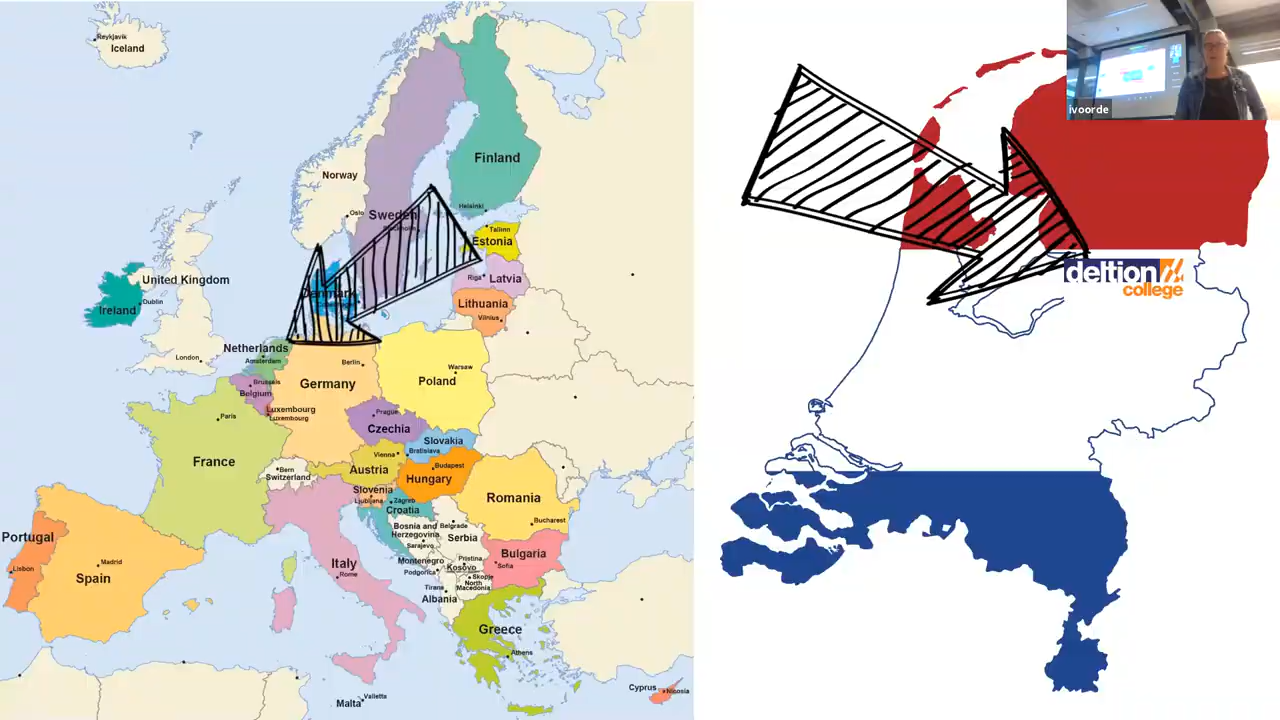 Reykjavik
Iceland
Finland
Norway
Helsinki
Oslo
Sweden
Stockholm
Tallinn
Estonia
Riga
Latvia
United Kingdom
Denmark
Ireland
Dublin
Lithuania
Vilnius
London
Netherlands
Amsterdam
Berlin
Warsaw
Poland
Germany
Brussels
Belgium
Luxembourg
Luxembourg
Paris
Prague
Czechia
France
Slovakia
Bratislava
Vienna
Austria
Budapest
Hungary
Bern
Switzerland
Slovenia
Ljubljana
Zagreb
Croatia
Romania
Bucharest
Bosnia and
Herzegovina
Belgrade
Serbia
Sarajevo
Portugal
Lisbon
Madrid
Spain
Italy
Rome
Montenegro
Podgorica
Pristina
Kosovo
Bulgaria
Sofia
Skopje
North
Macedonia
Tirana
Albania
Greece
Athens
Malta
Valletta
Cyprus
Nicosia
deltion
college
ivoorde